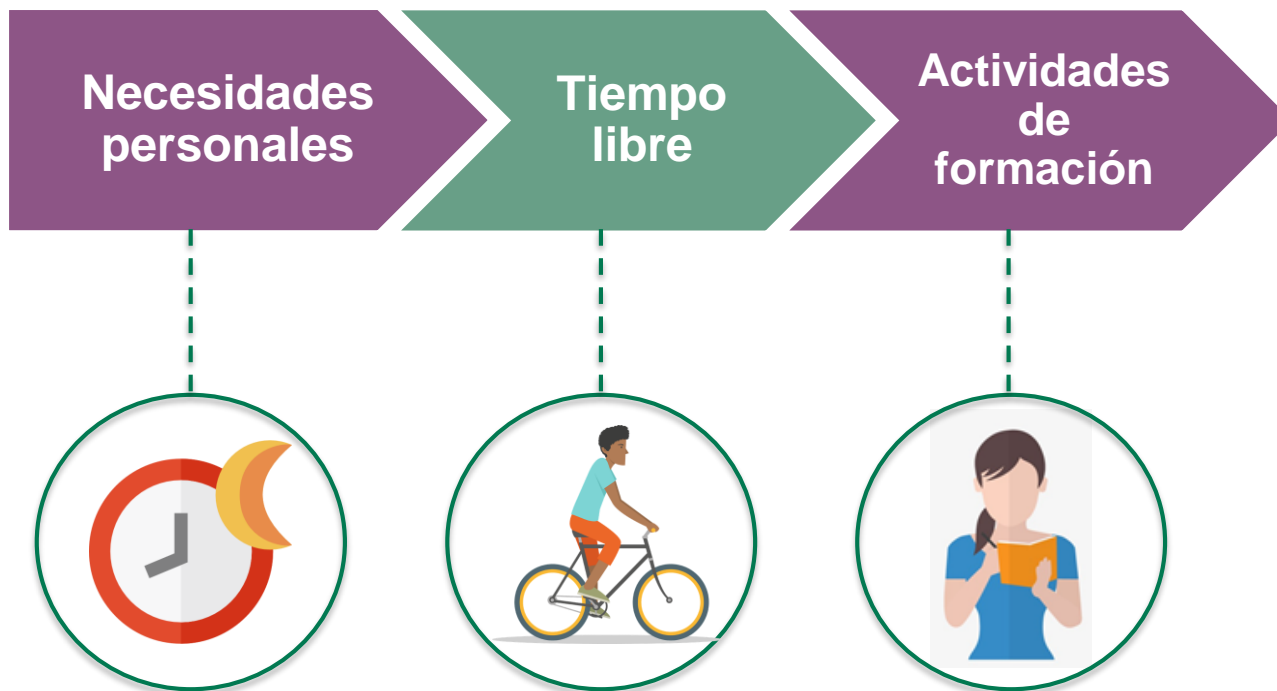 Necesidades
personales
Tiempo
libre
Actividades
de
formación